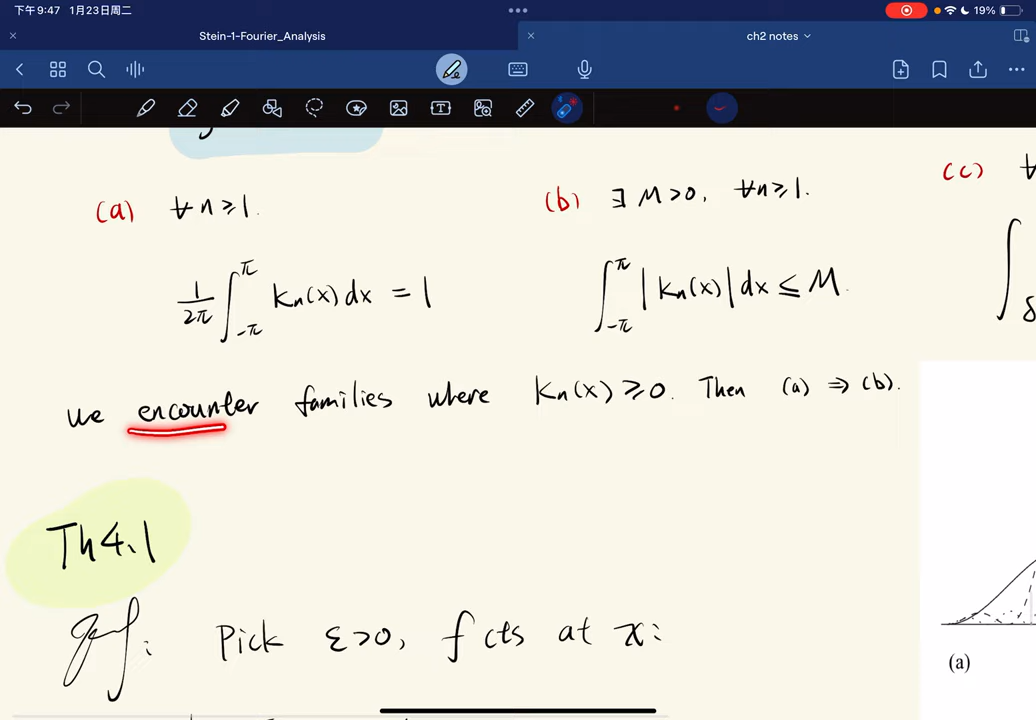 下午9:47 1月23日周二
19%
Stein-1-Fourier_Analysis
ch2 notes
(a) ∀n≥1.
(b) ∃ M>0, ∀n≥1.
(c) ∀
1/2π ∫_{-π}^{π} Kn(x)dx = 1
∫_{-π}^{π} |Kn(x)|dx ≤ M.
∫ δ
We encounter families where Kn(x)≥0. Then (a) ⇒ (b).
Th4.1
pf: Pick ε>0, f cts at x:
(a)